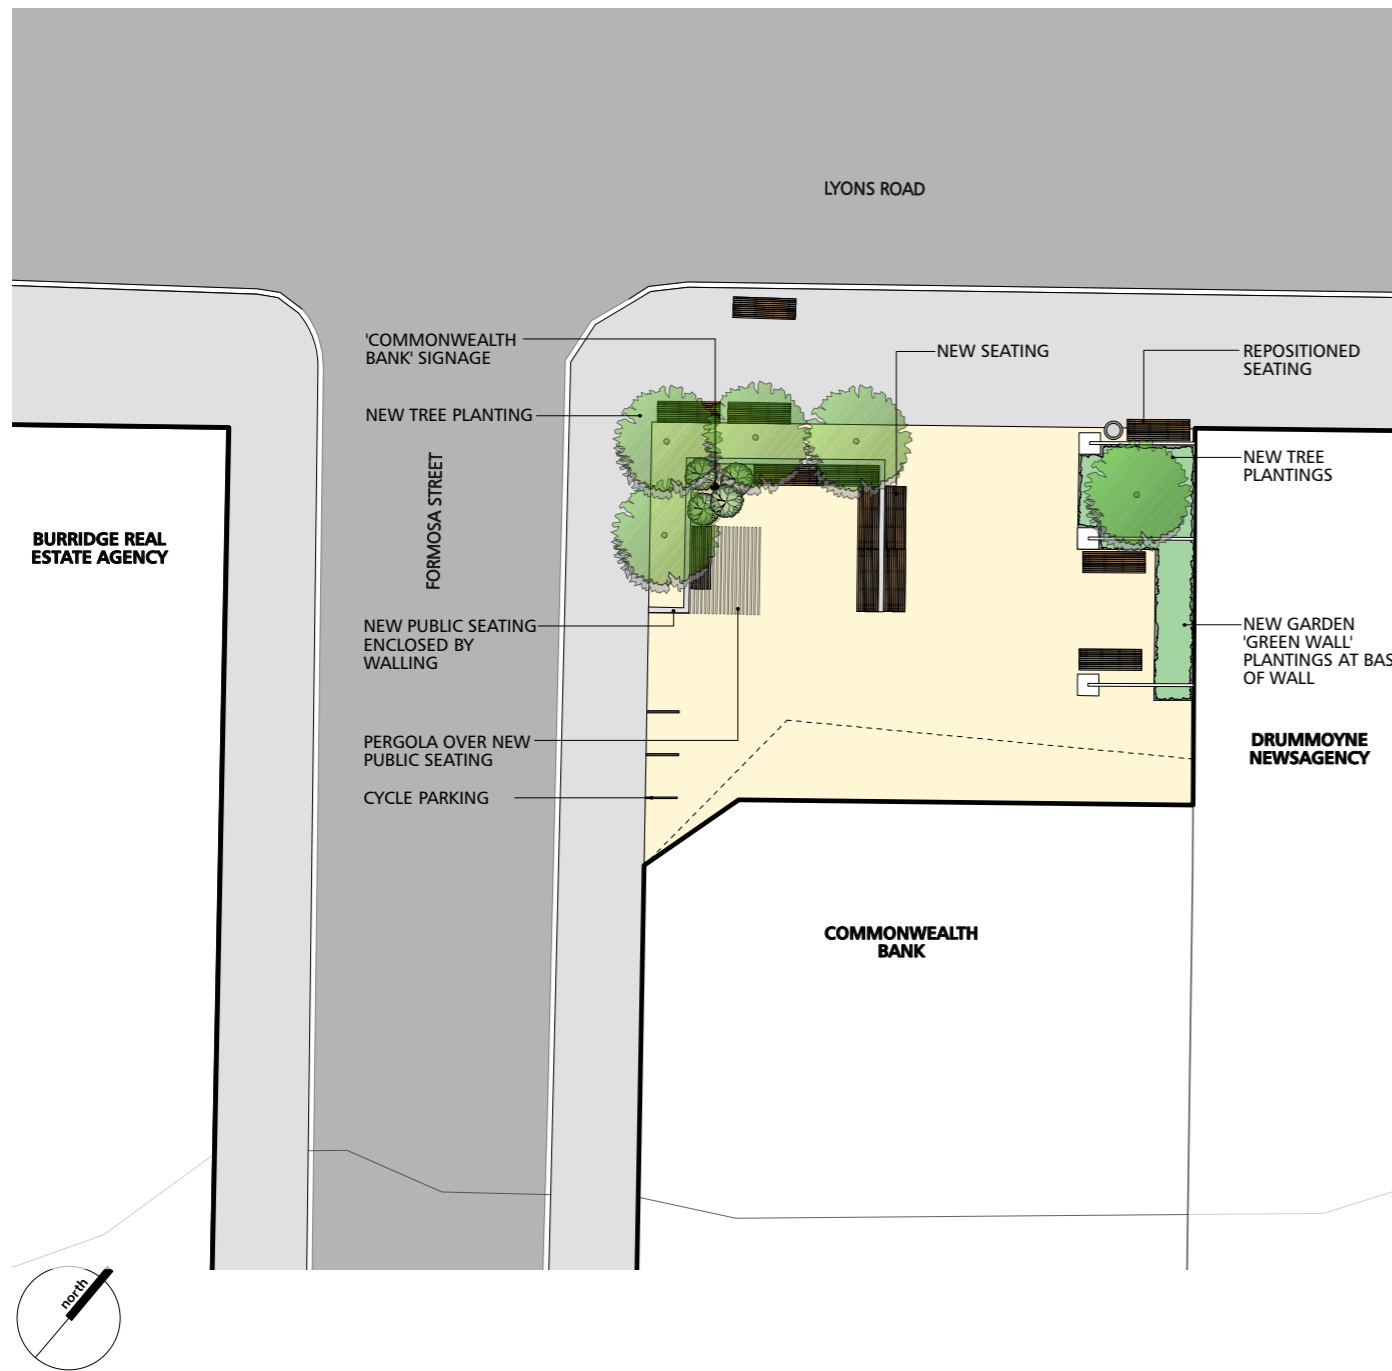 LYONS ROAD
'COMMONWEALTH
BANK' SIGNAGE
NEW SEATING
REPOSITIONED
SEATING
NEW TREE PLANTING
NEW TREE
PLANTINGS
FORMOSA STREET
BURRIDGE REAL
ESTATE AGENCY
NEW PUBLIC SEATING
ENCLOSED BY
WALLING
NEW GARDEN
'GREEN WALL'
PLANTINGS AT BAS
OF WALL
PERGOLA OVER NEW
PUBLIC SEATING
DRUMMOYNE
NEWSAGENCY
CYCLE PARKING
COMMONWEALTH
BANK
north